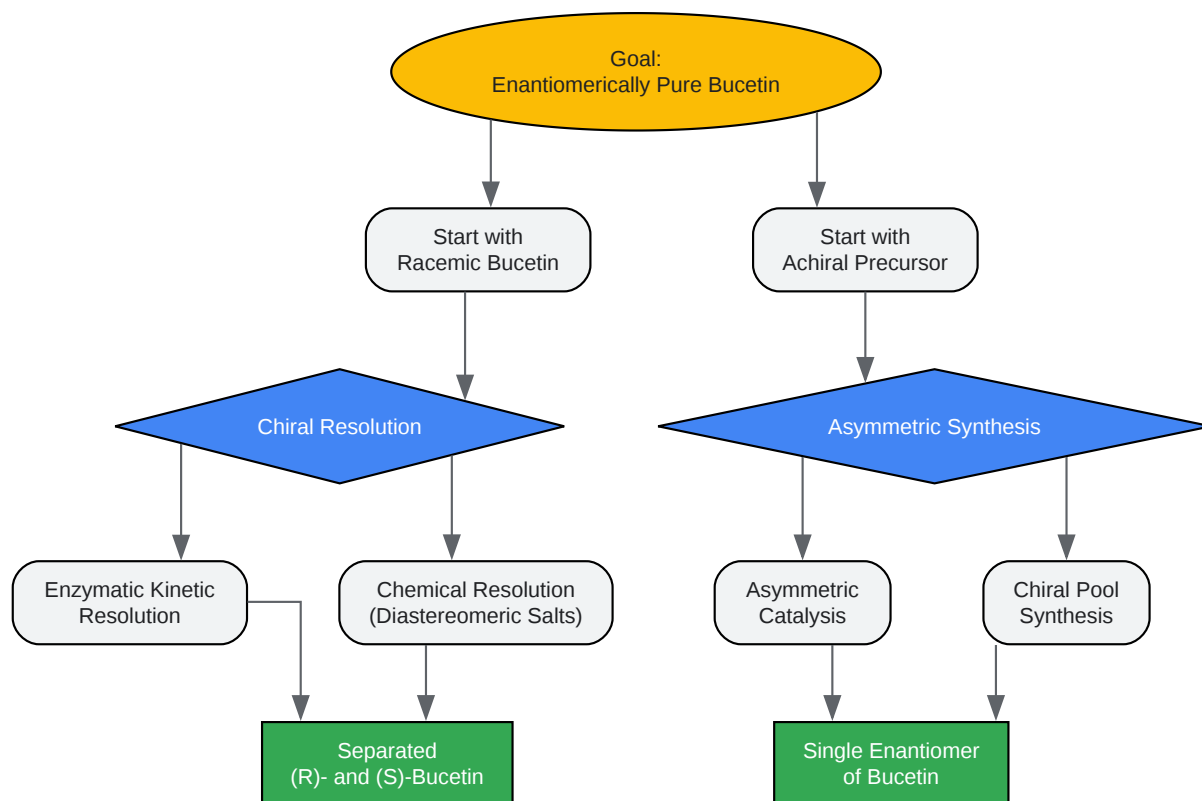 Goal:
Enantiomerically Pure Bucetin
Start with
Racemic Bucetin
Start with
Achiral Precursor
Chiral Resolution
Asymmetric Synthesis
Enzymatic Kinetic
Resolution
Chemical Resolution
(Diastereomeric Salts)
Asymmetric
Catalysis
Chiral Pool
Synthesis
Separated
(R)- and (S)-Bucetin
Single Enantiomer
of Bucetin